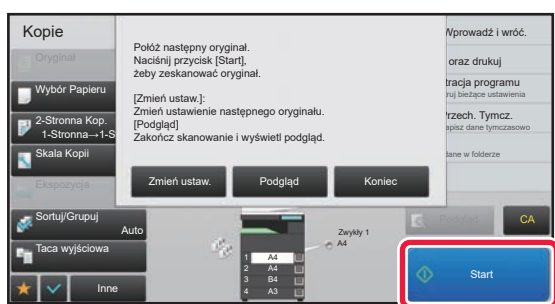 Kopie
Oryginał
Wybór Papieru
2-Stronna Kop.
1-Stronna→1-S
Skala Kopii
Ekspozycja
Sortuj/Grupuj
Auto
Taca wyjściowa
Inne
Połóż następny oryginał.
Naciśnij przycisk [Start],
żeby zeskanować oryginał.
[Zmień ustaw.]:
Zmień ustawienie następnego oryginału.
[Podgląd]
Zakończ skanowanie i wyświetl podgląd.
Zmień ustaw.
Podgląd
Koniec
Wprowadź i wróć.
oraz drukuj
tracja programu
ruj bieżące ustawienia
Przech. Tymcz.
apisz dane tymczasowo
dane w folderze
Zwykły 1
A4
1 A4
2 A4
3 B4
4 A3
CA
Start